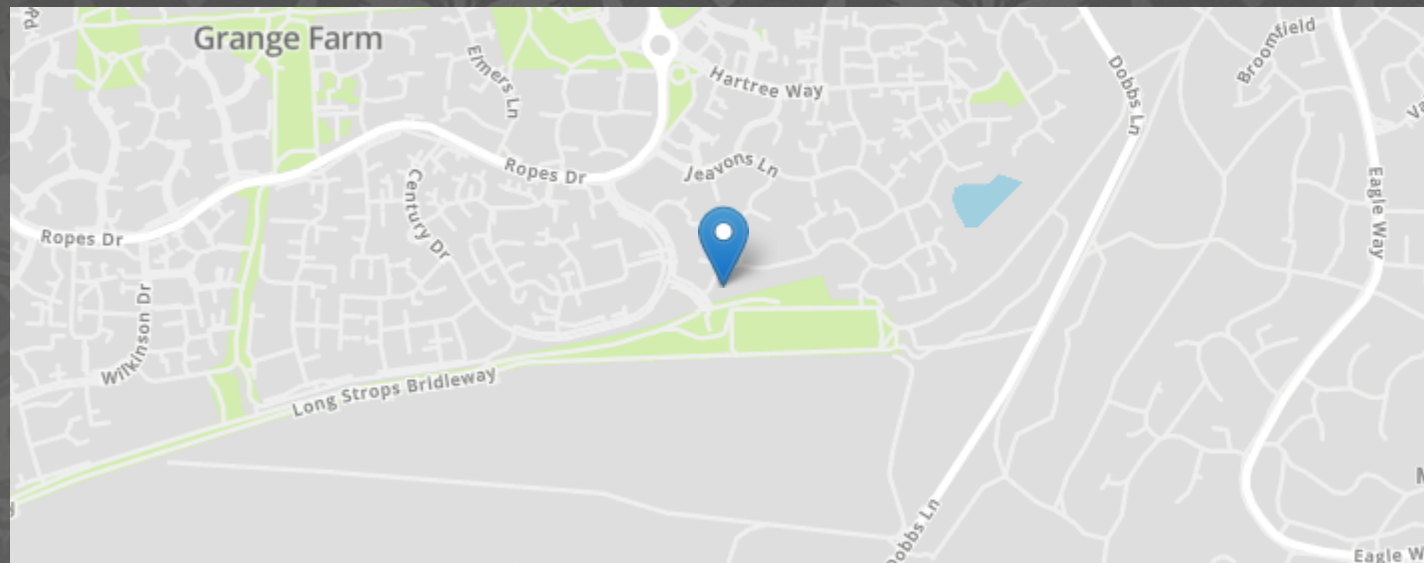 Grange Farm
Elmers Ln
Hartree Way
Dobbs Ln
Broomfield
Ropes Dr
Jeavons Ln
Century Dr
Eagle Way
Ropes Dr
Wilkinson Dr
Long Strops Bridleway
Dobbs Ln
Eagle W